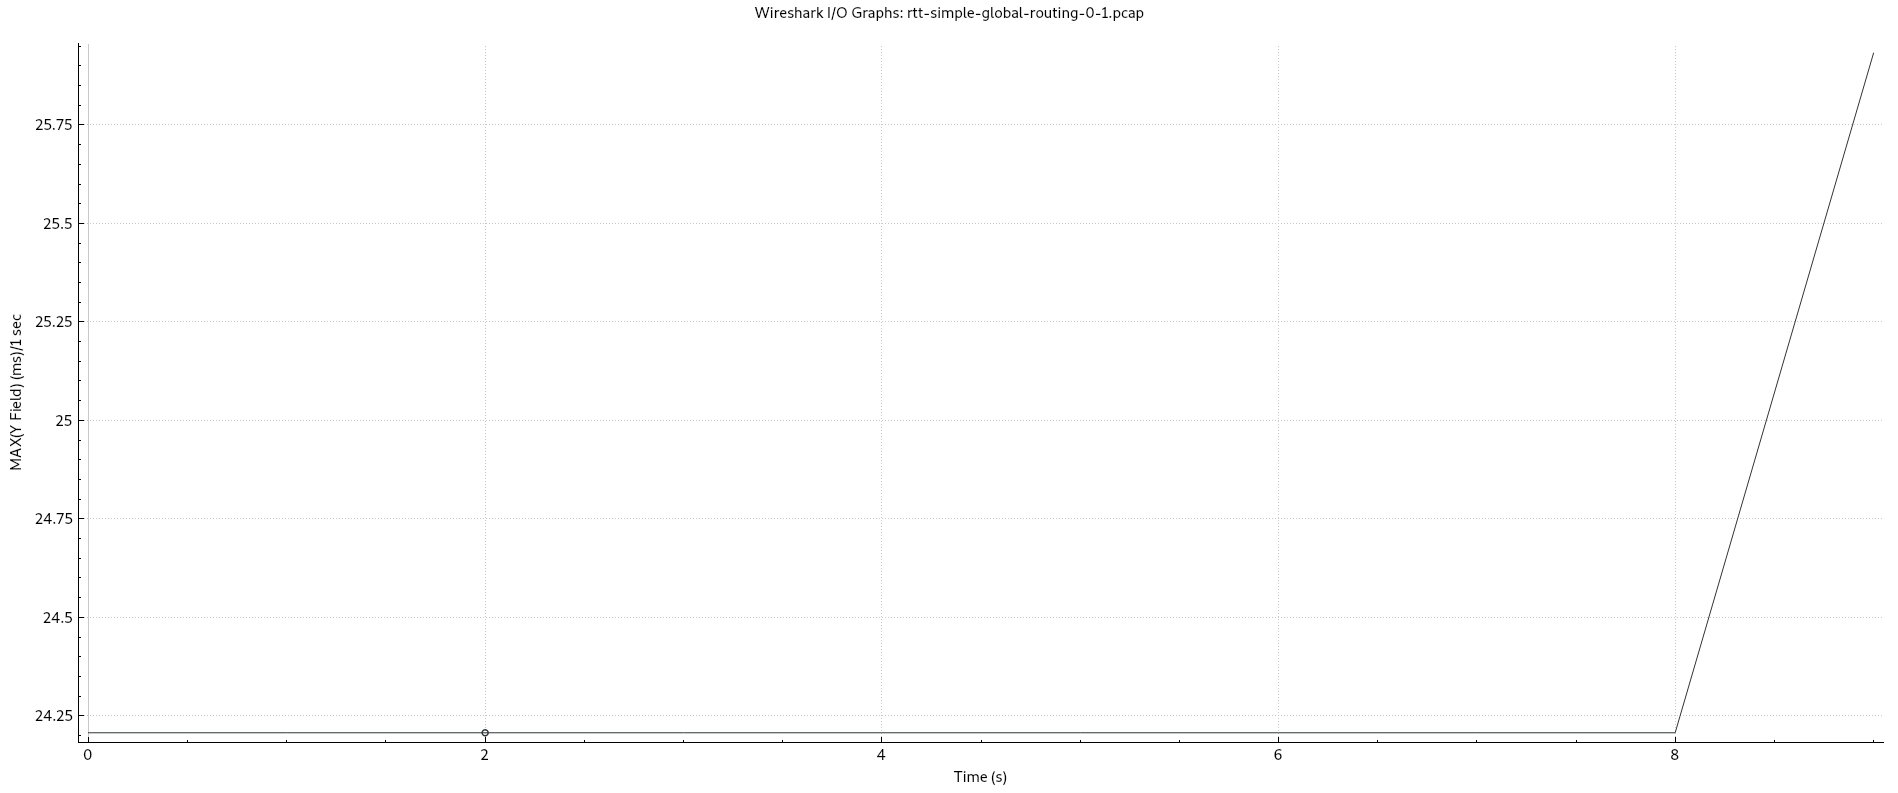 Wireshark I/O Graphs: rtt-simple-global-routing-0-1.pcap
MAX(Y Field) (ms)/1 sec
25.75
25.5
25.25
25
24.75
24.5
24.25
0 2 4 6 8
Time (s)